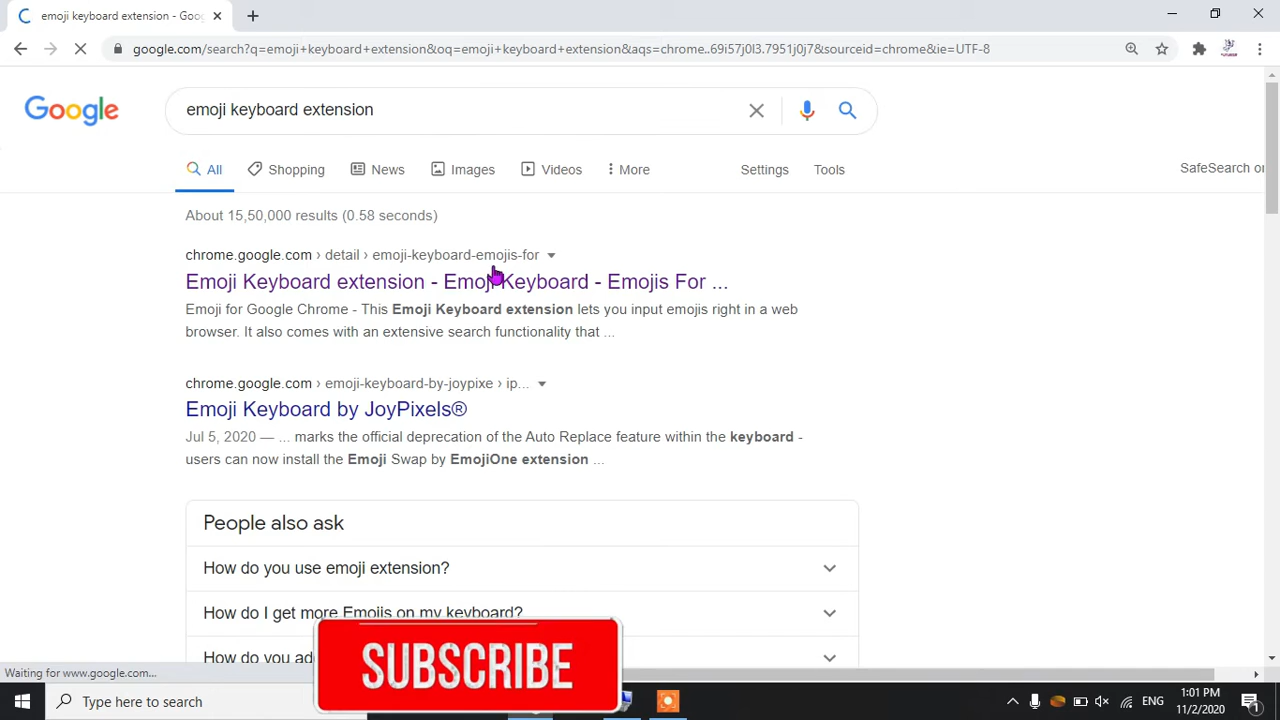 emoji keyboard extension - Goo
google.com/search?q=emoji+keyboard+extension&oq=emoji+keyboard+extension&aqs=chrome..69i57j0l3.7951j0j7&sourceid=chrome&ie=UTF-8
Google
emoji keyboard extension
All
Shopping
News
Images
Videos
More
Settings
Tools
SafeSearch or
About 15,50,000 results (0.58 seconds)
chrome.google.com › detail › emoji-keyboard-emojis-for
Emoji Keyboard extension - Emoji Keyboard - Emojis For ...
Emoji for Google Chrome - This Emoji Keyboard extension lets you input emojis right in a web
browser. It also comes with an extensive search functionality that ...
chrome.google.com › emoji-keyboard-by-joypixe › ip...
Emoji Keyboard by JoyPixels®
Jul 5, 2020 — ... marks the official deprecation of the Auto Replace feature within the keyboard -
users can now install the Emoji Swap by EmojiOne extension ...
People also ask
How do you use emoji extension?
How do I get more Emojis on my keyboard?
How do you ad
SUBSCRIBE
Waiting for www.google.com...
Type here to search
ENG
1:01 PM
11/2/2020
1